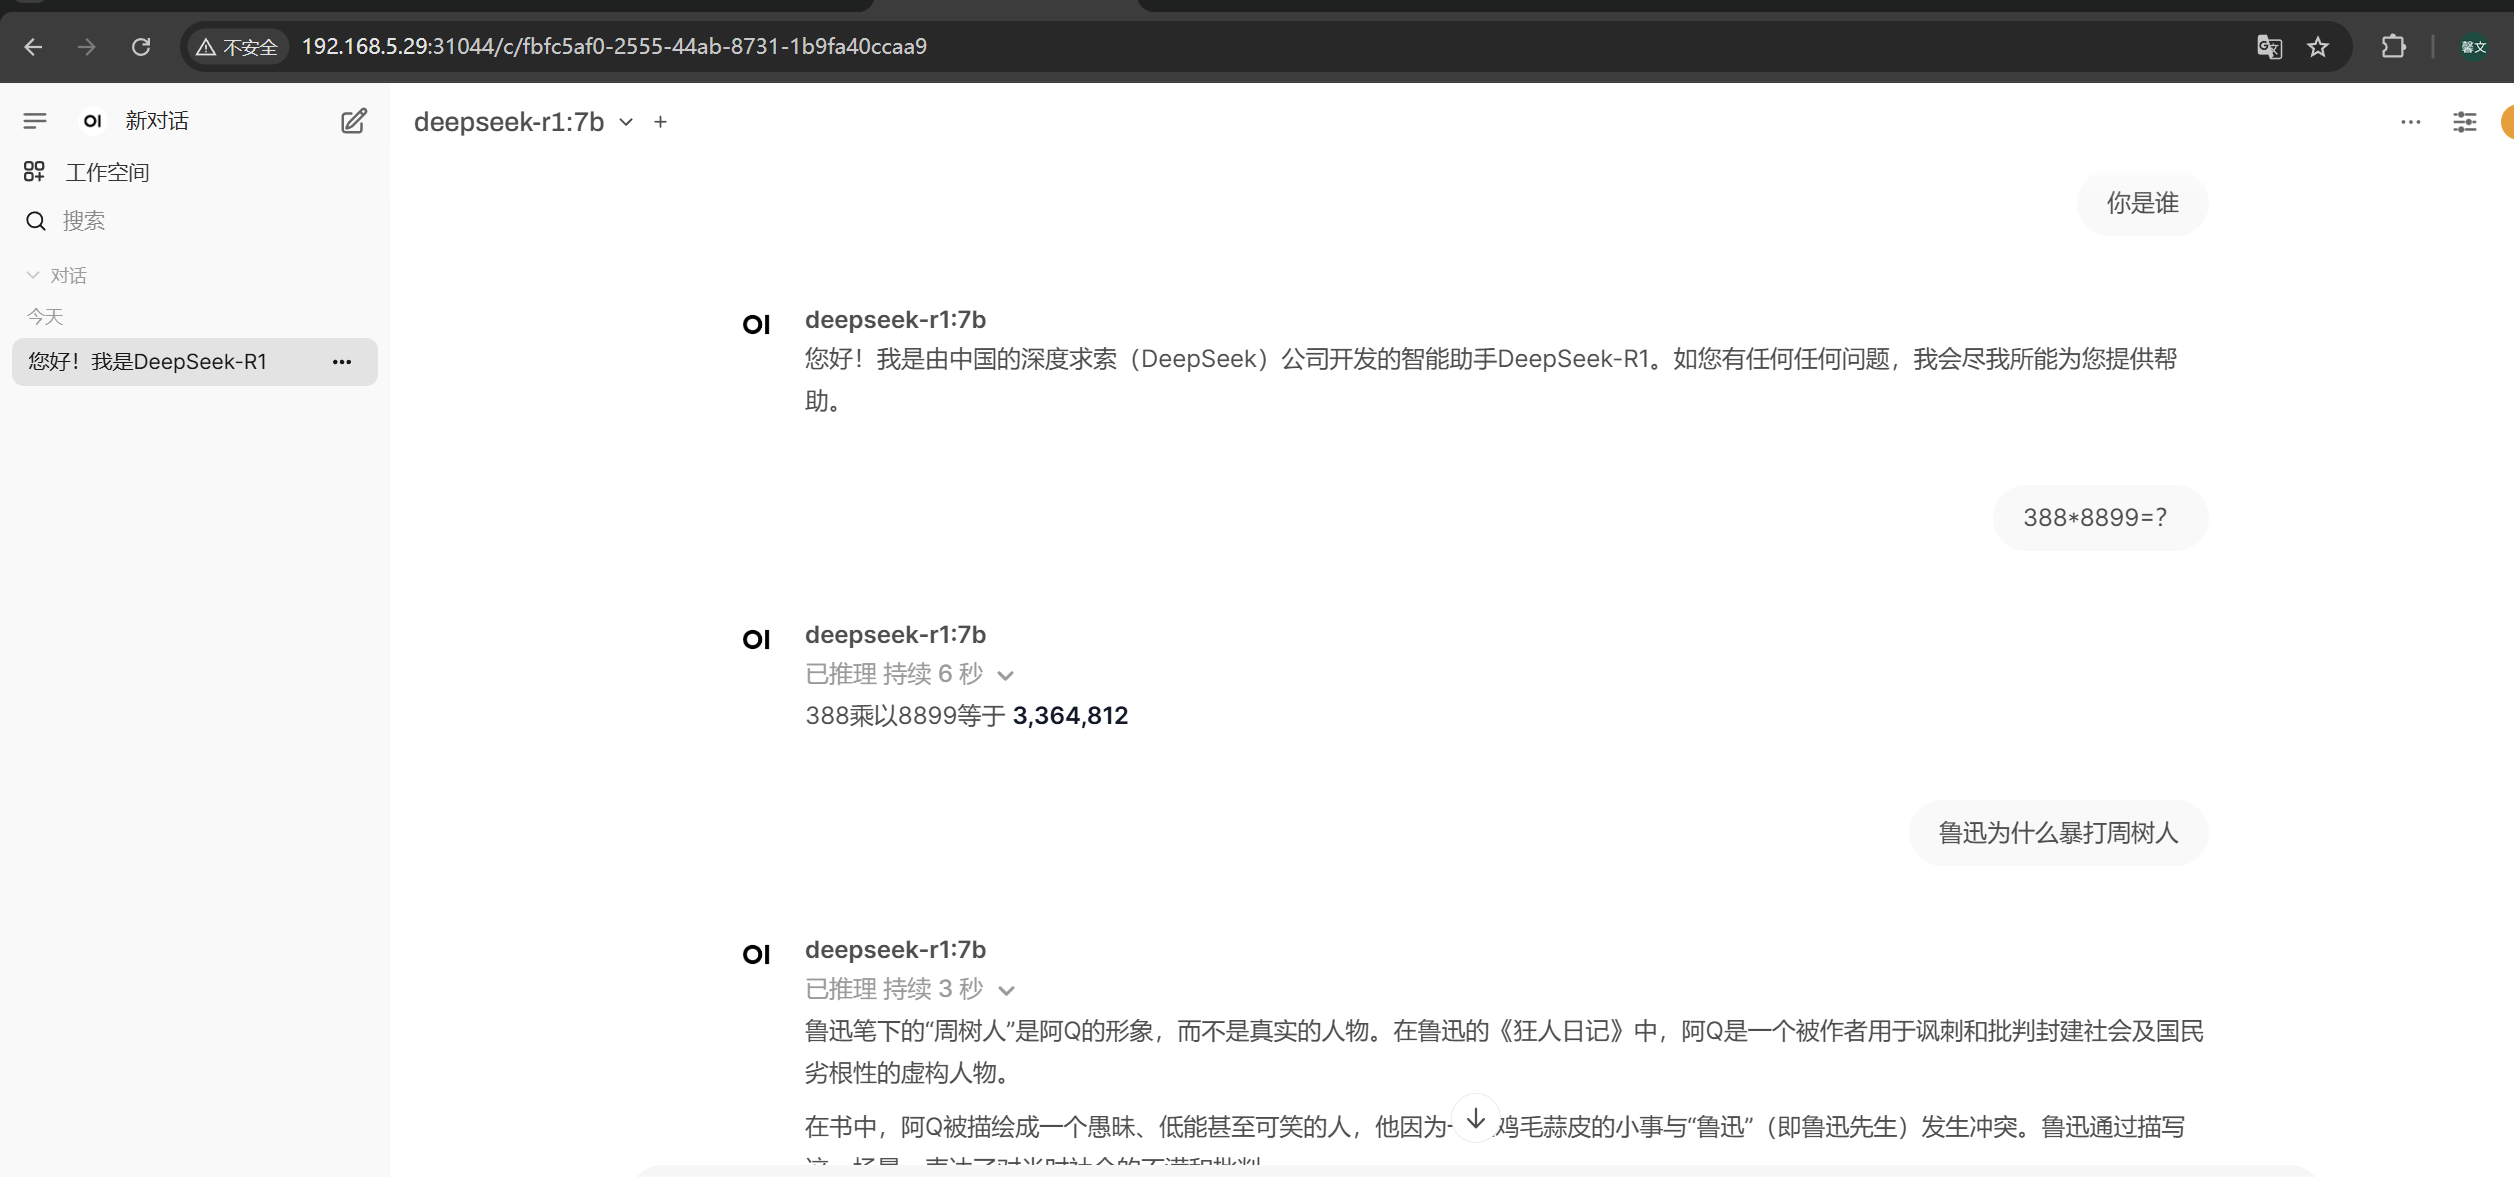 不安全 192.168.5.29:31044/c/fbfc5af0-2555-44ab-8731-1b9fa40ccaa9
馨文
OI 新对话
工作空间
搜索
对话
今天
您好！我是DeepSeek-R1
deepseek-r1:7b
你是谁
OI deepseek-r1:7b
您好！我是由中国的深度求索（DeepSeek）公司开发的智能助手DeepSeek-R1。如您有任何任何问题，我会尽我所能为您提供帮
助。
388*8899=?
OI deepseek-r1:7b
已推理 持续 6 秒
388乘以8899等于 3,364,812
鲁迅为什么暴打周树人
OI deepseek-r1:7b
已推理 持续 3 秒
鲁迅笔下的“周树人”是阿Q的形象，而不是真实的人物。在鲁迅的《狂人日记》中，阿Q是一个被作者用于讽刺和批判封建社会及国民
劣根性的虚构人物。
在书中，阿Q被描绘成一个愚昧、低能甚至可笑的人，他因为 鸡毛蒜皮的小事与“鲁迅”（即鲁迅先生）发生冲突。鲁迅通过描写